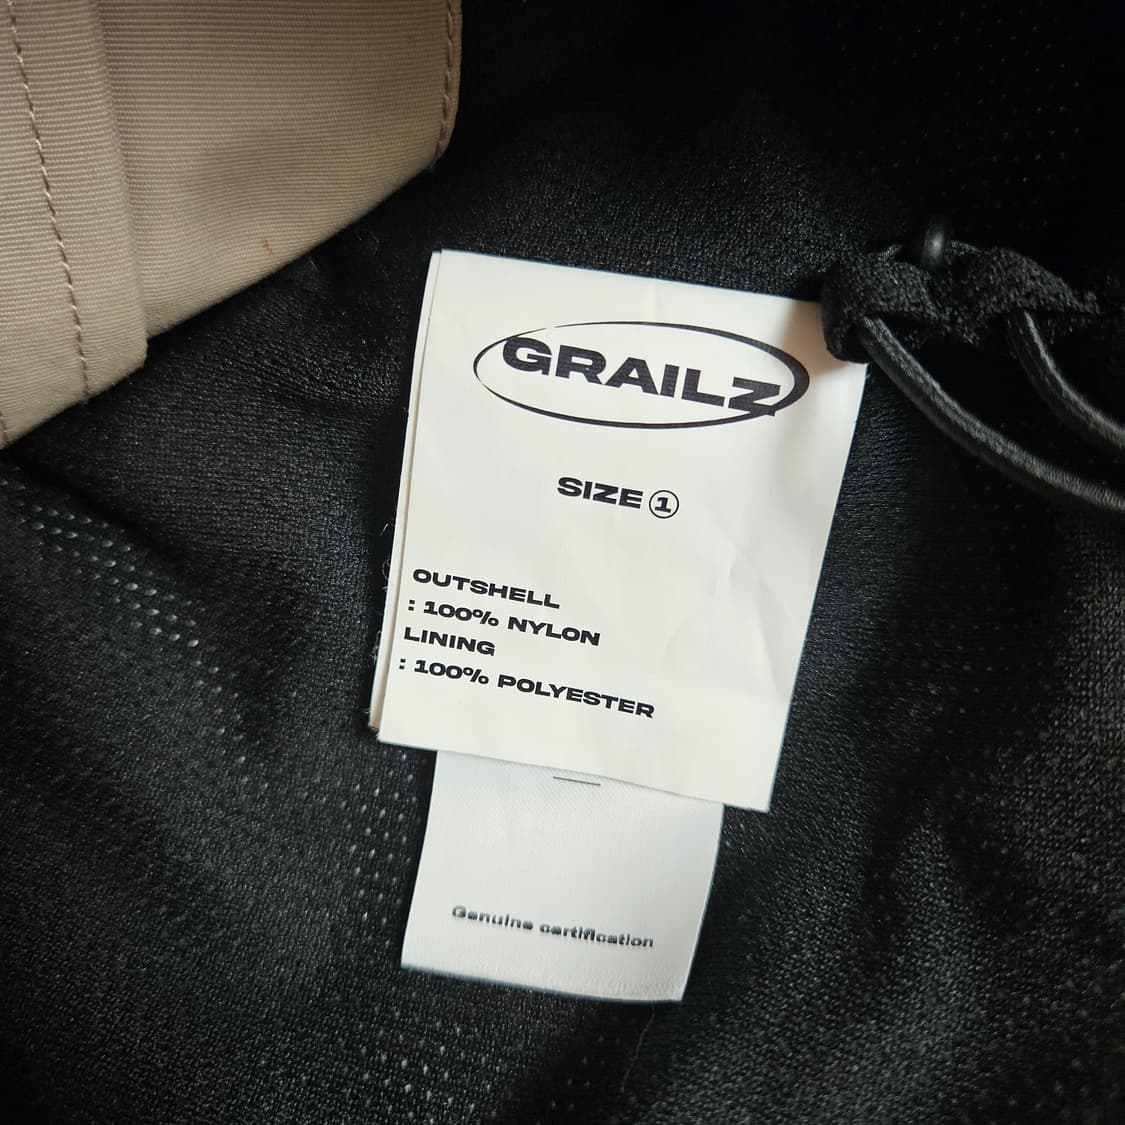 GRAILZ
SIZE ①
OUTSHELL
: 100% NYLON
LINING
: 100% POLYESTER
Genuine certification